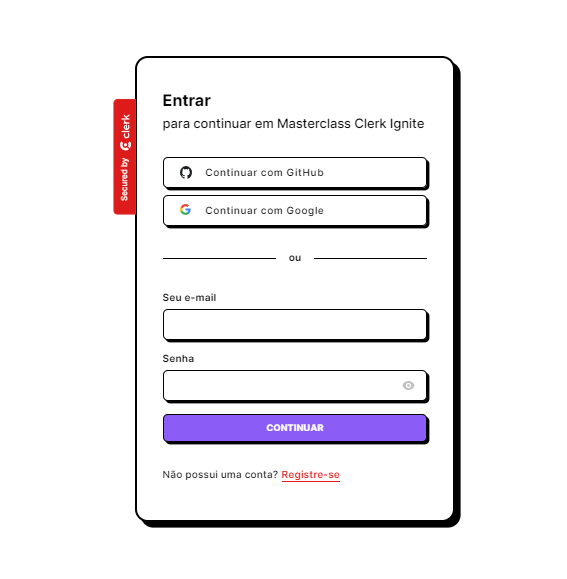 Entrar
para continuar em Masterclass Clerk Ignite
Secured by clerk
Continuar com GitHub
Continuar com Google
ou
Seu e-mail
Senha
CONTINUAR
Não possui uma conta? Registre-se